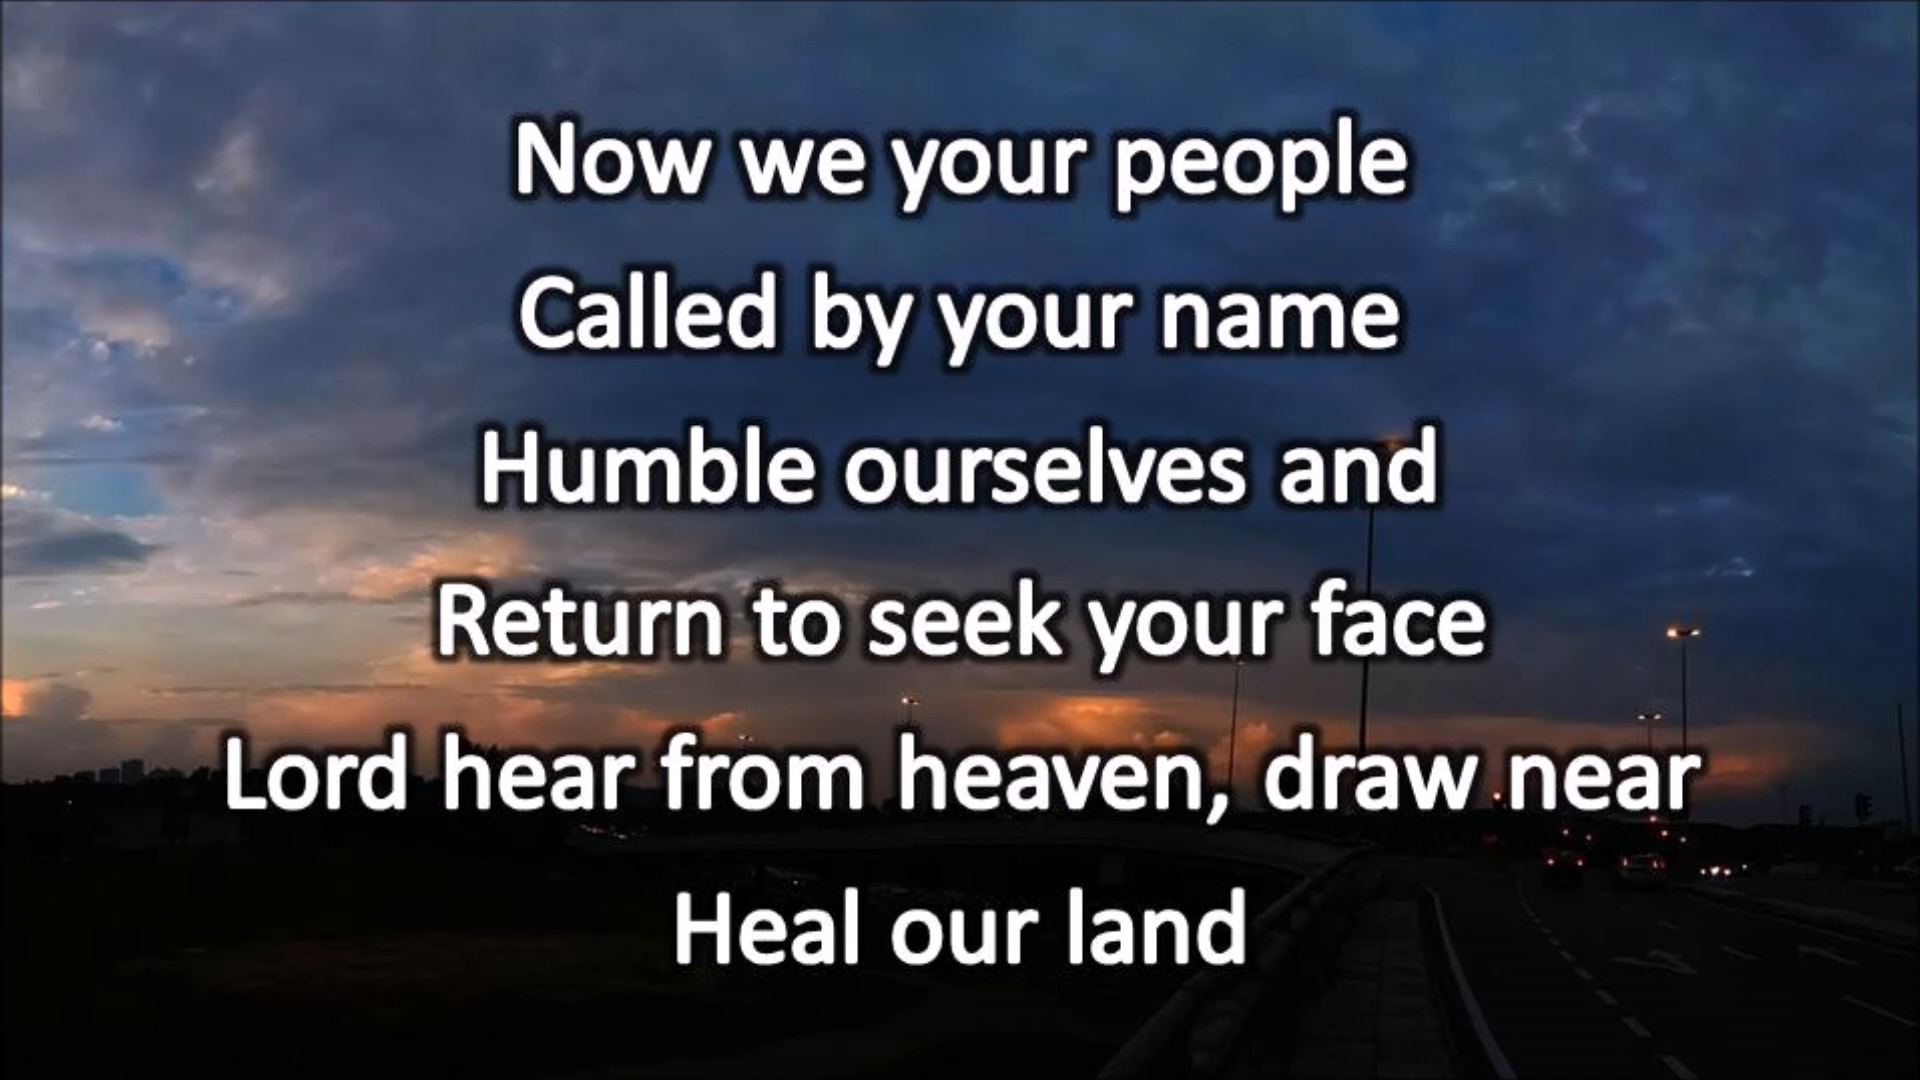 Now we your people
Called by your name
Humble ourselves and
Return to seek your face
Lord hear from heaven, draw near
Heal our land